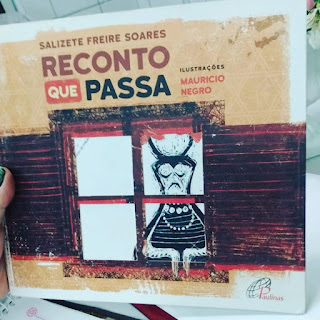 SALIZETE FREIRE SOARES
RECONTO
QUE PASSA
ILUSTRAÇÕES
MAURICIO
NEGRO
Paulinas